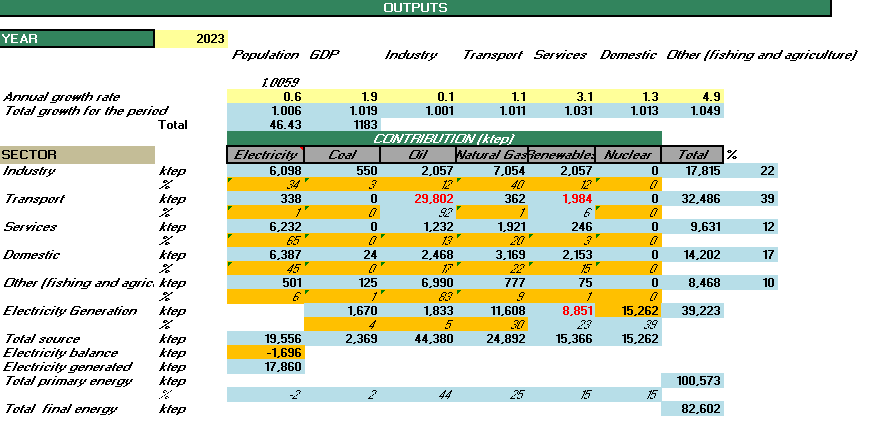 OUTPUTS
YEAR 2023
Population GDP Industry Transport Services Domestic Other (fishing and agriculture)
1.0059
Annual growth rate 0.6 1.9 0.1 1.1 3.1 1.3 4.9
Total growth for the period 1.006 1.019 1.001 1.011 1.031 1.013 1.049
Total 46.43 1183
CONTRIBUTION (ktep)
SECTOR Electricity Coal Oil Natural Gas Renewables Nuclear Total %
Industry ktep 6,098 550 2,057 7,054 2,057 0 17,815 22
% 34 3 12 40 12 0
Transport ktep 338 0 29,802 362 1,984 0 32,486 39
% 1 0 92 1 6 0
Services ktep 6,232 0 1,232 1,921 246 0 9,631 12
% 65 0 13 20 3 0
Domestic ktep 6,387 24 2,468 3,169 2,153 0 14,202 17
% 45 0 17 22 15 0
Other (fishing and agric. ktep 501 125 6,990 777 75 0 8,468 10
% 6 1 83 9 1 0
Electricity Generation ktep 1,670 1,833 11,608 8,851 15,262 39,223
% 4 5 30 23 39
Total source ktep 19,556 2,369 44,380 24,892 15,366 15,262
Electricity balance ktep -1,696
Electricity generated ktep 17,860
Total primary energy ktep 100,573
% -2 2 44 25 15 15
Total final energy ktep 82,602